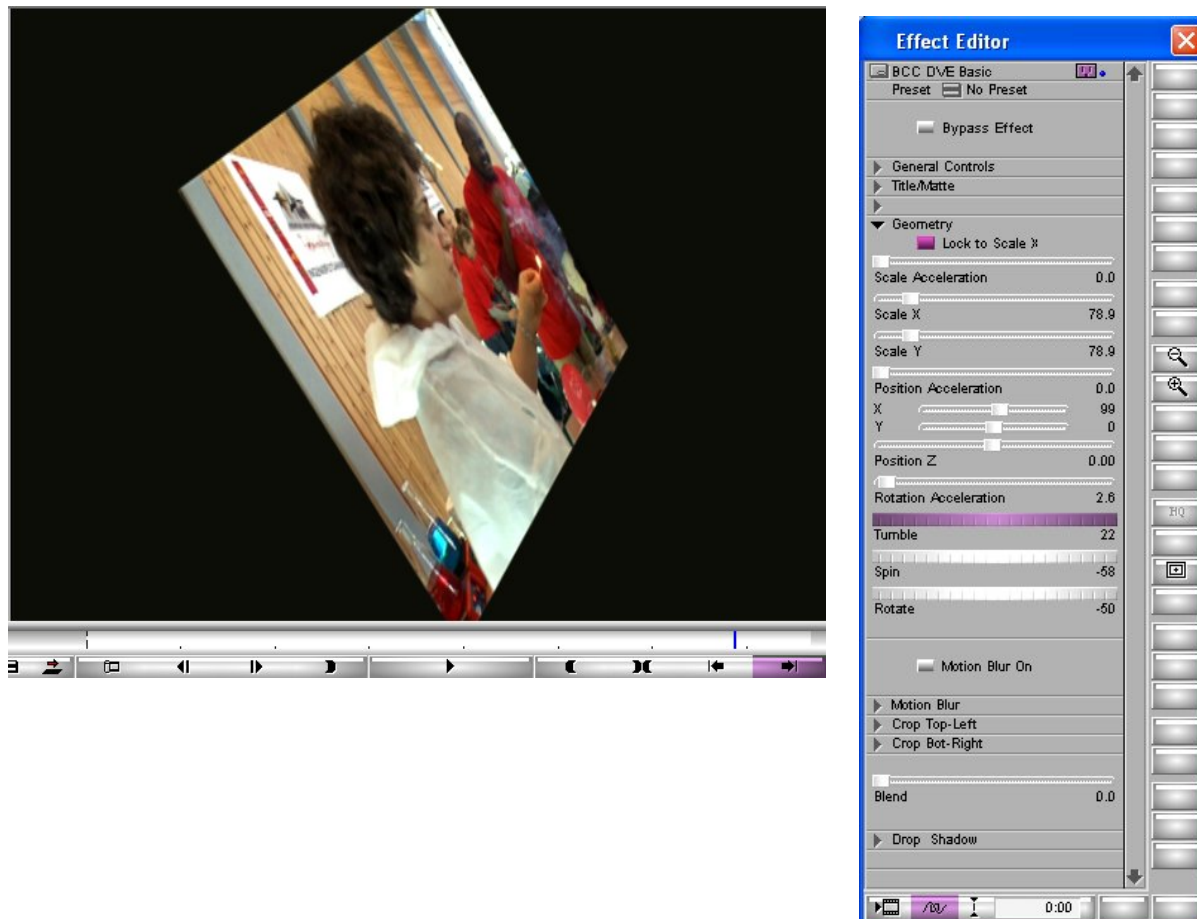 Effect Editor
BCC DVE Basic
Preset No Preset
Bypass Effect
General Controls
Title/Matte
Geometry
Lock to Scale X
Scale Acceleration 0.0
Scale X 78.9
Scale Y 78.9
Position Acceleration 0.0
X 99
Y 0
Position Z 0.00
Rotation Acceleration 2.6
Tumble 22
Spin -58
Rotate -50
Motion Blur On
Motion Blur
Crop Top-Left
Crop Bot-Right
Blend 0.0
Drop Shadow
HQ
0:00